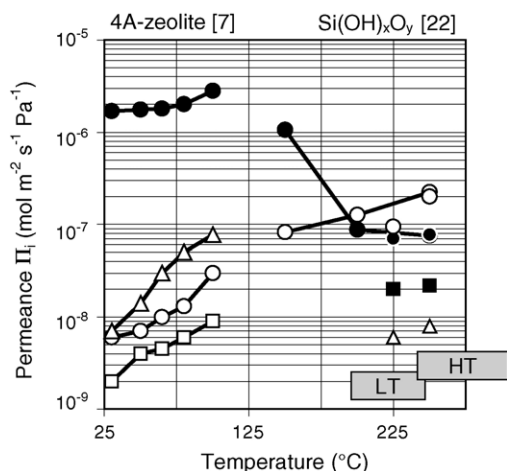 4A-zeolite [7] Si(OH)ₓOᵧ [22]
10⁻⁵
10⁻⁶
10⁻⁷
10⁻⁸
10⁻⁹
Permeance Πᵢ (mol m⁻² s⁻¹ Pa⁻¹)
HT
LT
25 125 225
Temperature (°C)